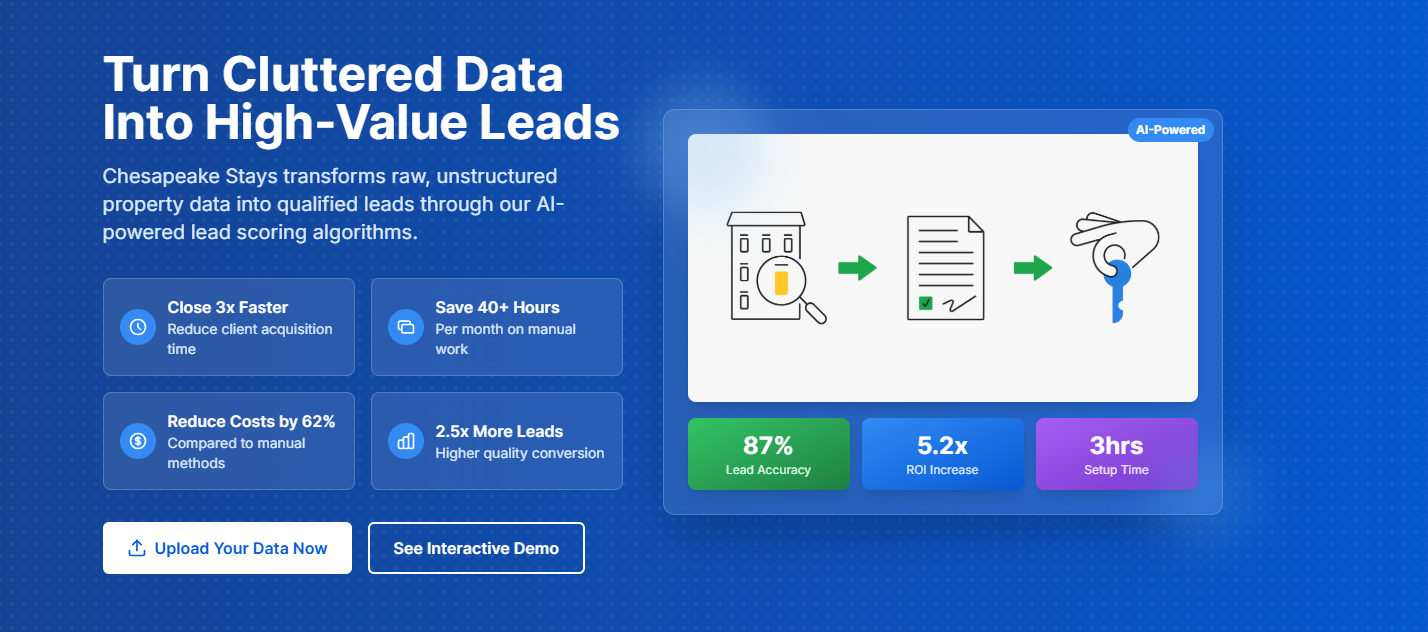 Turn Cluttered Data
Into High-Value Leads
Chesapeake Stays transforms raw, unstructured
property data into qualified leads through our AI-
powered lead scoring algorithms.
Close 3x Faster
Reduce client acquisition
time
Save 40+ Hours
Per month on manual
work
Reduce Costs by 62%
Compared to manual
methods
2.5x More Leads
Higher quality conversion
Upload Your Data Now
See Interactive Demo
AI-Powered
87%
Lead Accuracy
5.2x
ROI Increase
3hrs
Setup Time